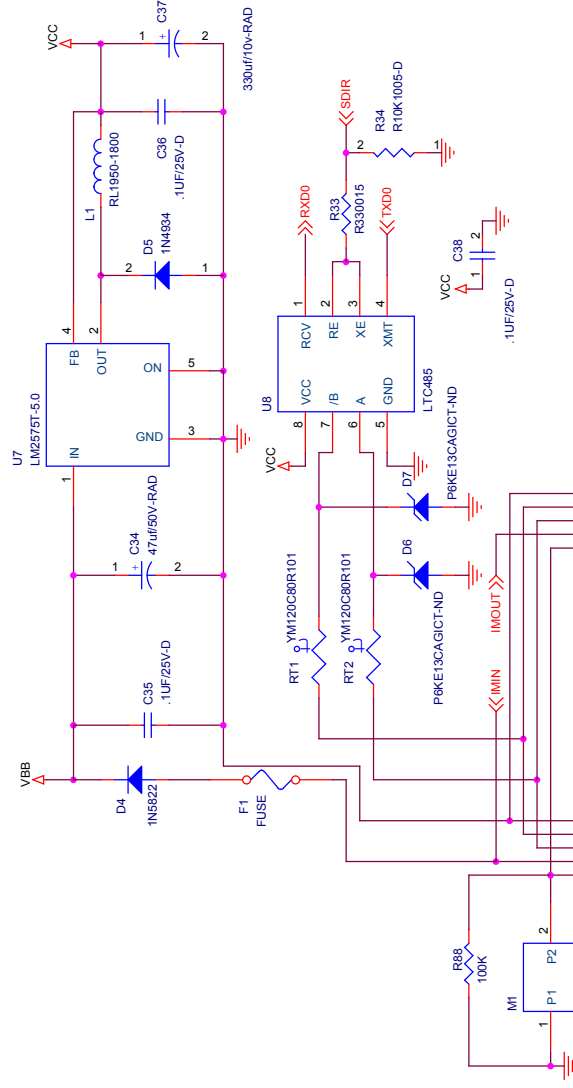 VBB
D4
1N5822
F1
FUSE
C35
.1UF/25V-D
1
C34
+
47uf/50V-RAD
2
U7
LM2575T-5.0
IN
1
FB
4
OUT
2
ON
5
GND
3
D5
1N4934
2
1
L1
RL1950-1800
C36
.1UF/25V-D
VCC
1
C37
+
2
330uf/10v-RAD
RT1
YM120C80R101
RT2
YM120C80R101
D6
P6KE13CAGICT-ND
D7
P6KE13CAGICT-ND
VCC
U8
LTC485
8
VCC
7
/B
6
A
5
GND
RCV
1
RE
2
XE
3
XMT
4
RXD0
TXD0
R33
R330015
SDIR
R34
R10K1005-D
2
1
VCC
1
C38
2
.1UF/25V-D
IMIN
IMOUT
R88
100K
M1
1
P1
P2
2